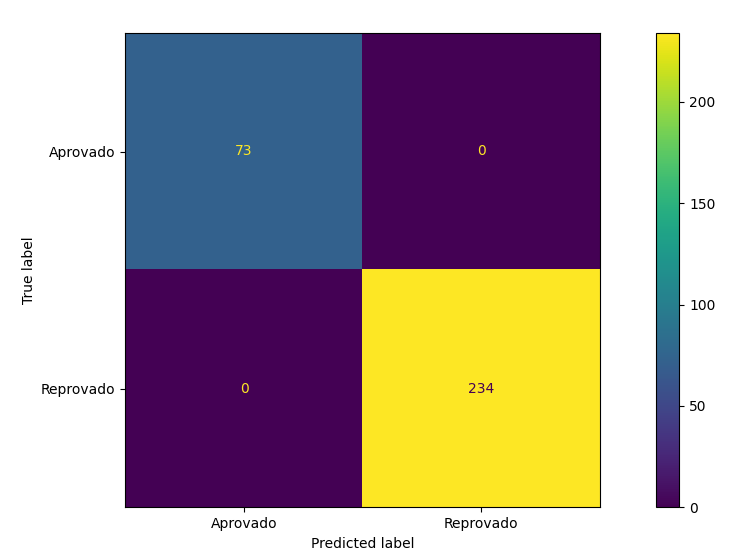 True label
Aprovado
73
0
Reprovado
0
234
Aprovado
Reprovado
Predicted label
200
150
100
50
0